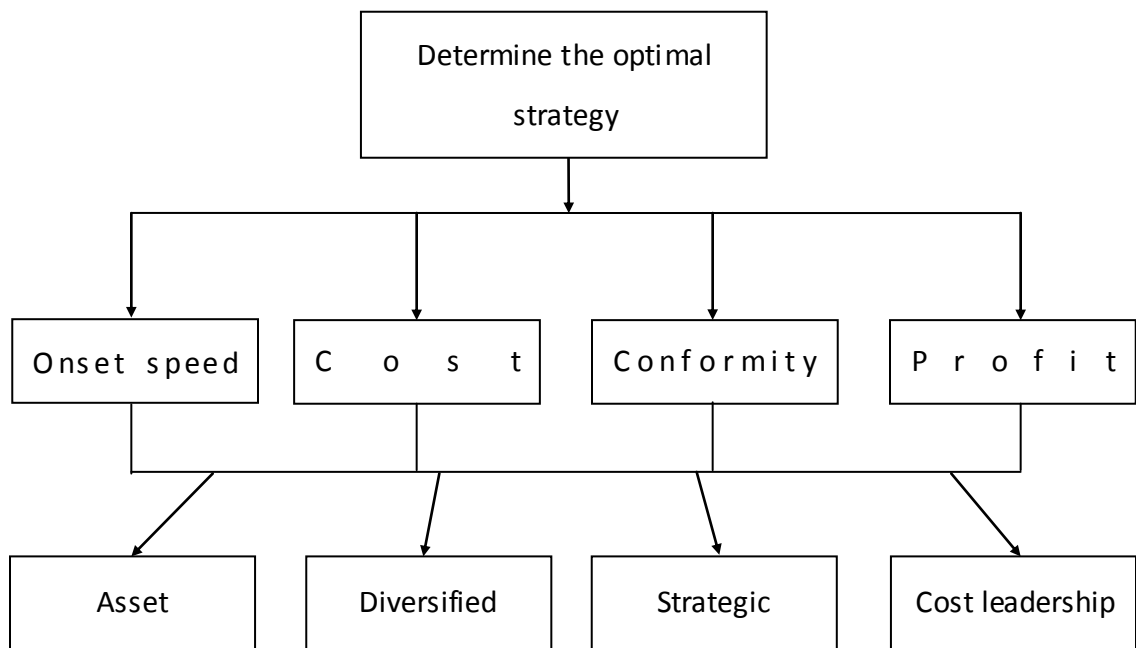 Determine the optimal
strategy
Onset speed
Cost
Conformity
Profit
Asset
Diversified
Strategic
Cost leadership